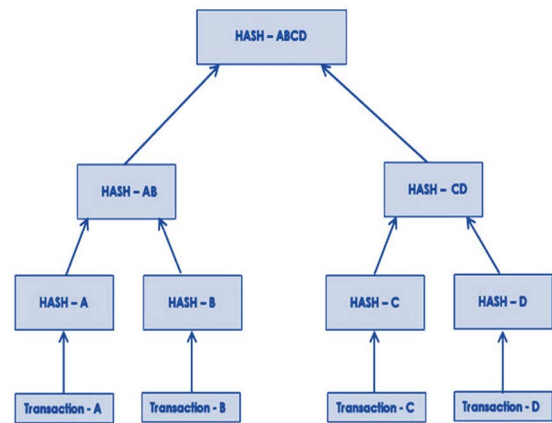 HASH – ABCD
HASH – AB
HASH – CD
HASH – A
HASH – B
HASH – C
HASH – D
Transaction - A
Transaction - B
Transaction - C
Transaction - D